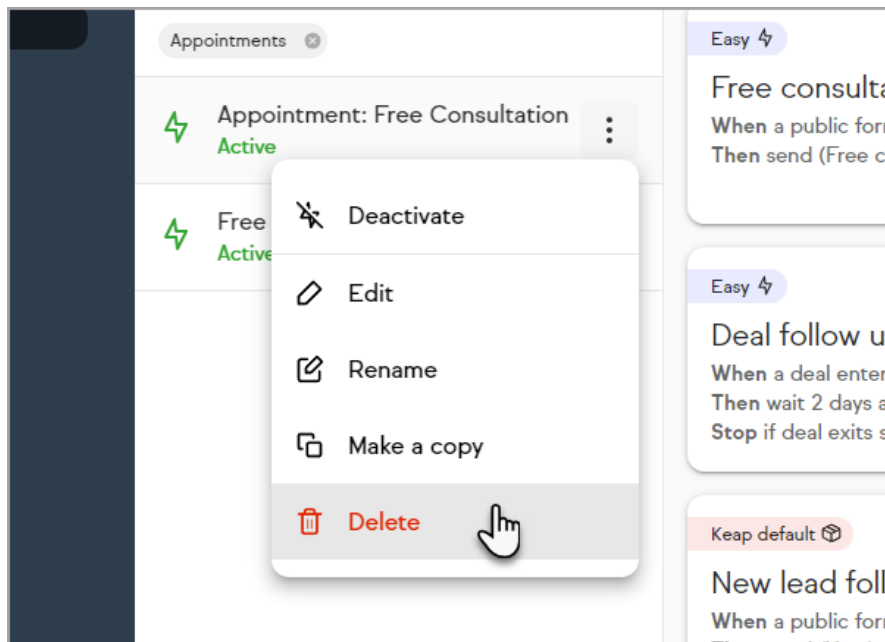 Appointments
Appointment: Free Consultation
Active
Free
Active
Deactivate
Edit
Rename
Make a copy
Delete
Easy
Free consulta
When a public for
Then send (Free c
Easy
Deal follow u
When a deal enter
Then wait 2 days a
Stop if deal exits s
Keap default
New lead foll
When a public for